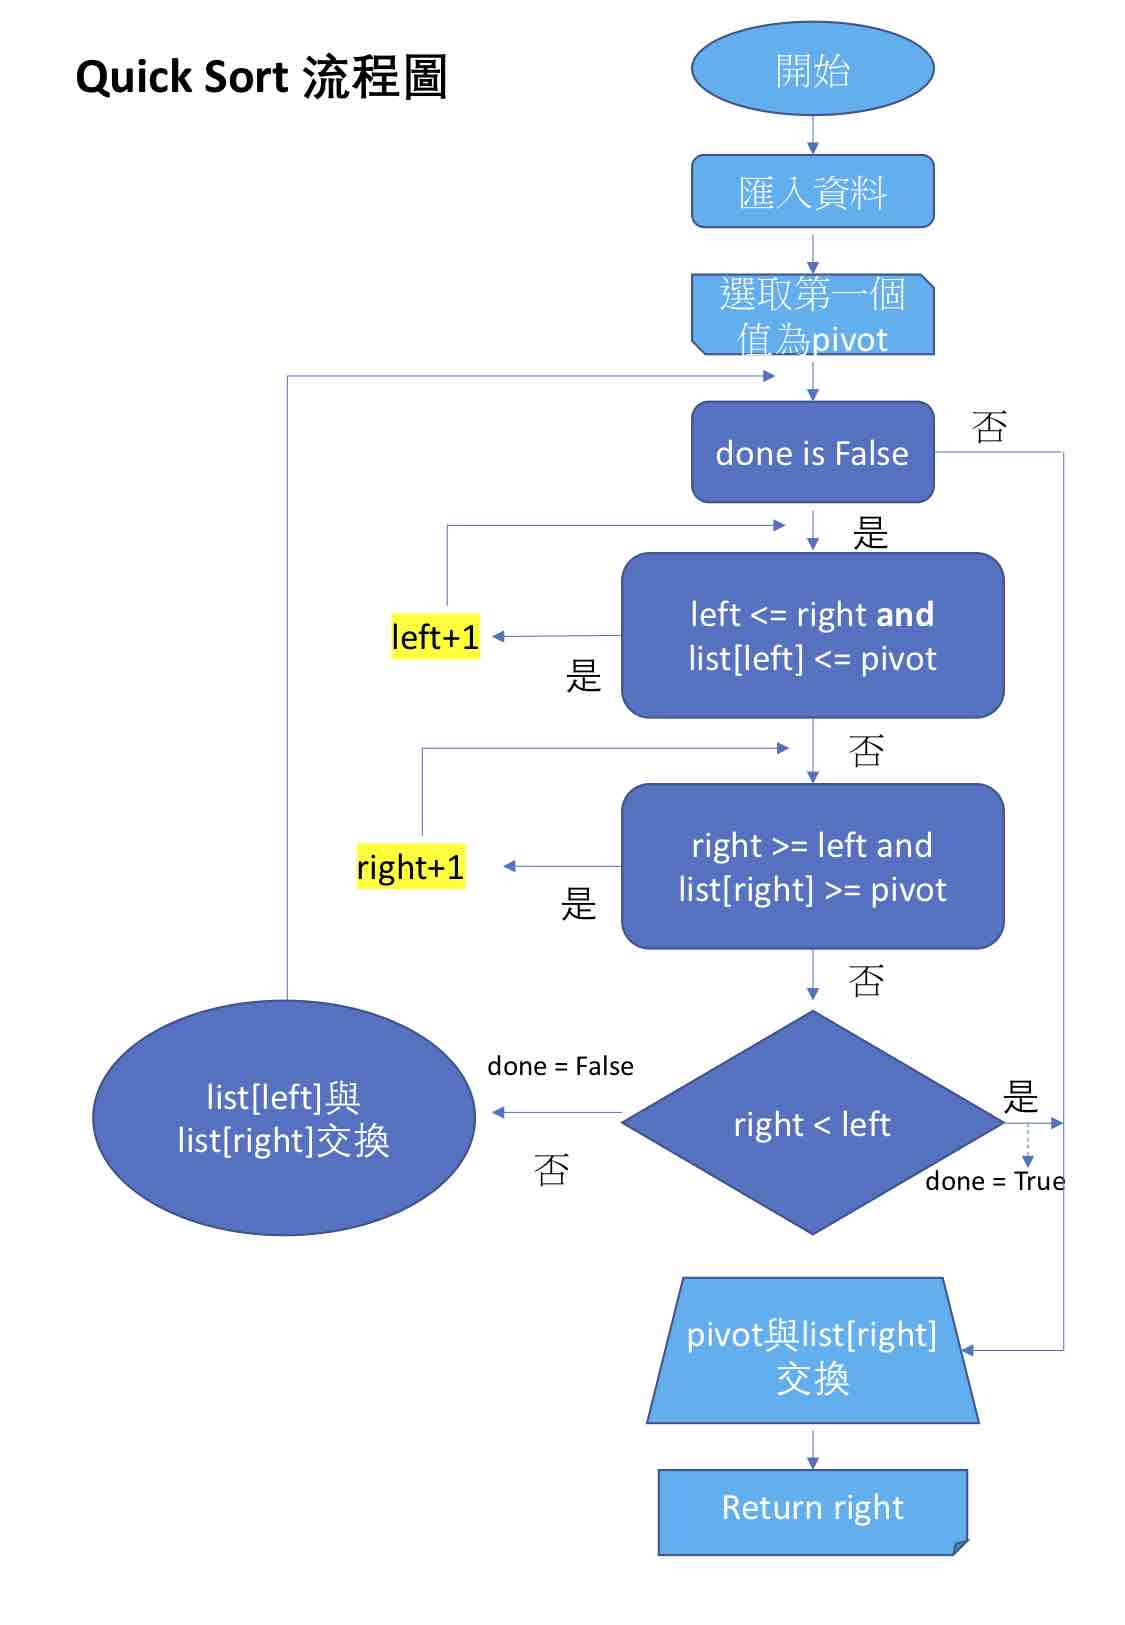 Quick Sort 流程圖
開始
匯入資料
選取第一個
值為pivot
done is False
否
是
left <= right and
list[left] <= pivot
left+1
是
否
right >= left and
list[right] >= pivot
right+1
是
否
done = False
list[left]與
list[right]交換
right < left
是
否
done = True
pivot與list[right]
交換
Return right